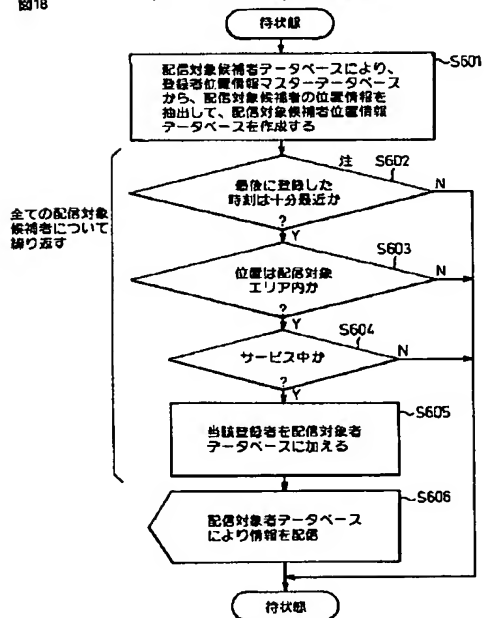 図18
待状態
S601
配信対象候補者データベースにより、
登録者位置情報マスターデータベース
から、配信対象候補者の位置情報を
抽出して、配信対象候補者位置情報
データベースを作成する
注 S602
最後に登録した
時刻は十分最近か
?
N
Y
全ての配信対象
候補者について
繰り返す
S603
位置は配信対象
エリア内か
?
N
Y
S604
サービス中か
?
N
Y
S605
当該登録者を配信対象者
データベースに加える
S606
配信対象者データベース
により情報を配信
待状態